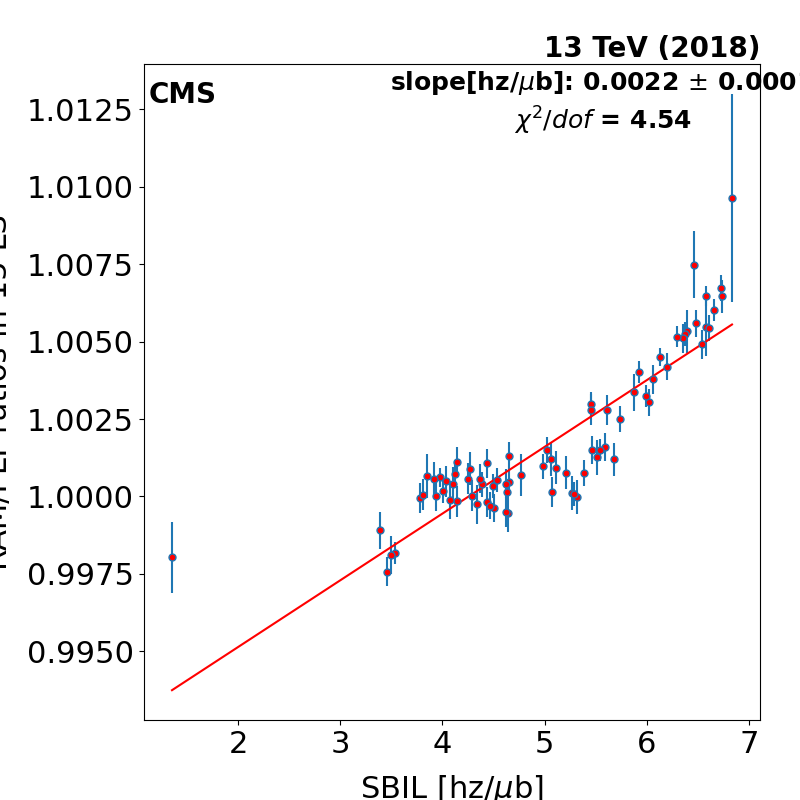 13 TeV (2018)
CMS
slope[hz/μb]: 0.0022 ± 0.000
χ²/dof = 4.54
1.0125
1.0100
1.0075
1.0050
1.0025
1.0000
0.9975
0.9950
2 3 4 5 6 7
SBIL [hz/μb]